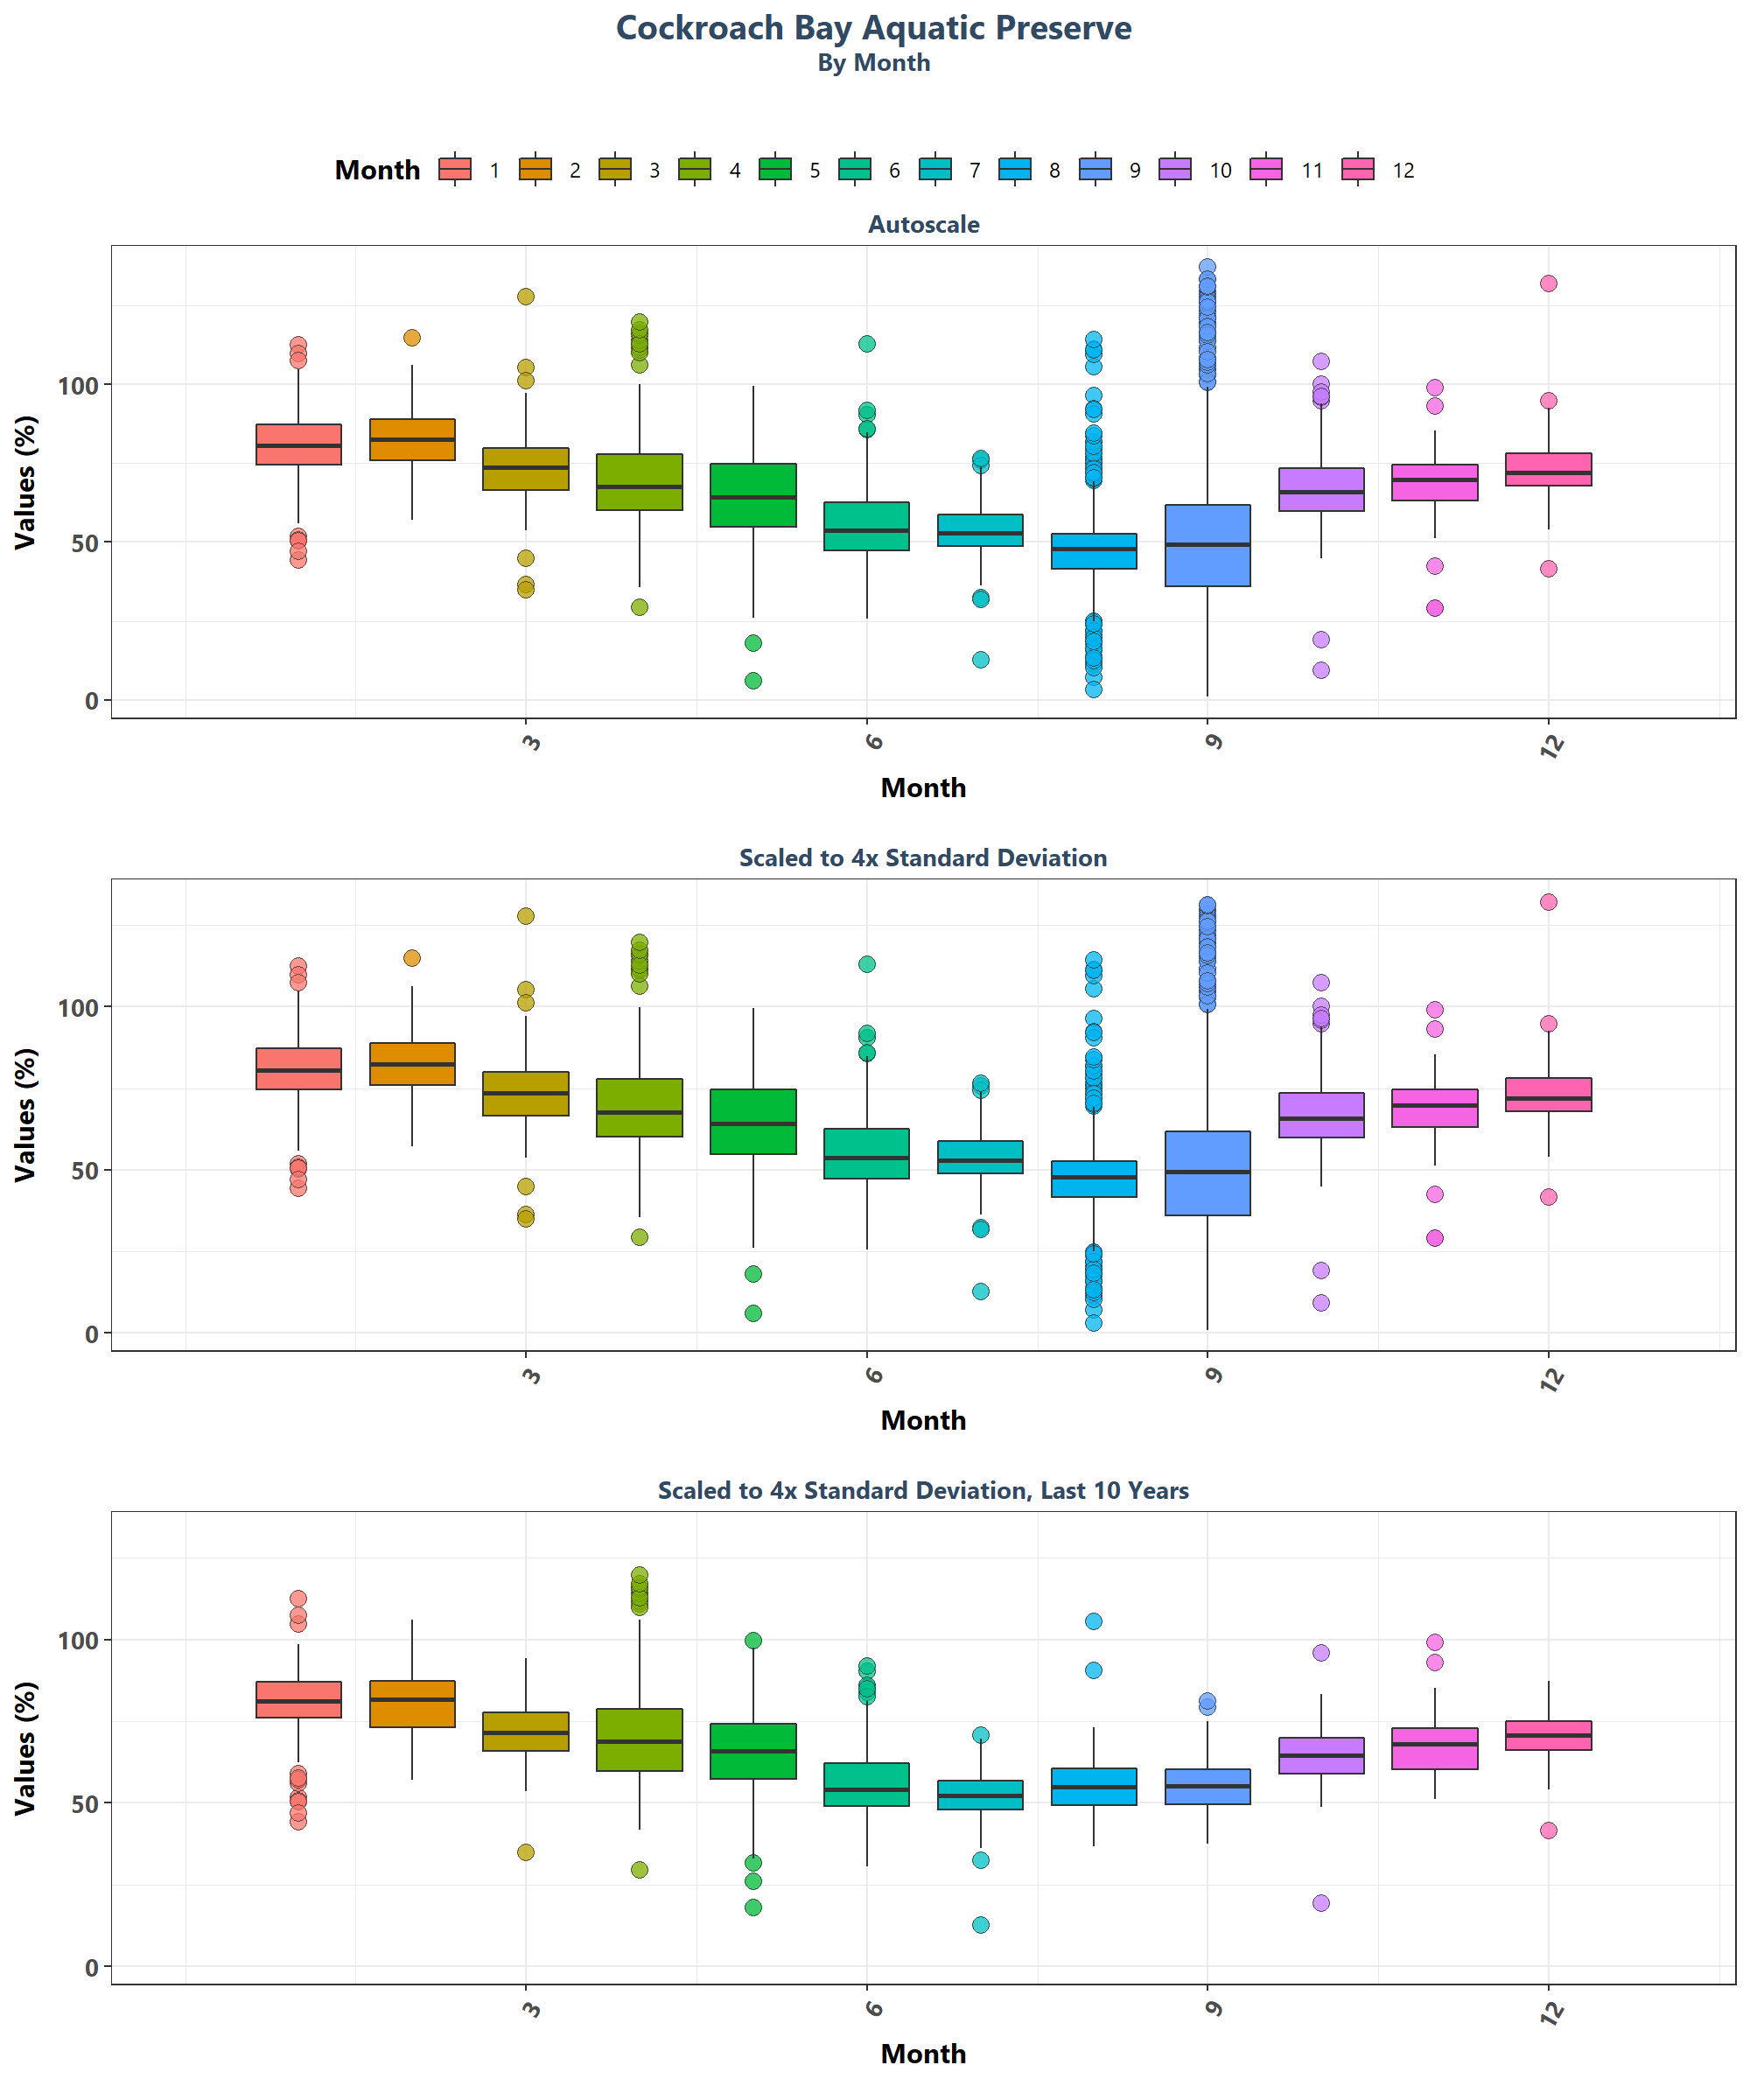 Cockroach Bay Aquatic Preserve
By Month
Month 1 2 3 4 5 6 7 8 9 10 11 12
Autoscale
Values (%)
100
50
0
3 6 9 12
Month
Scaled to 4x Standard Deviation
Values (%)
100
50
0
3 6 9 12
Month
Scaled to 4x Standard Deviation, Last 10 Years
Values (%)
100
50
0
3 6 9 12
Month